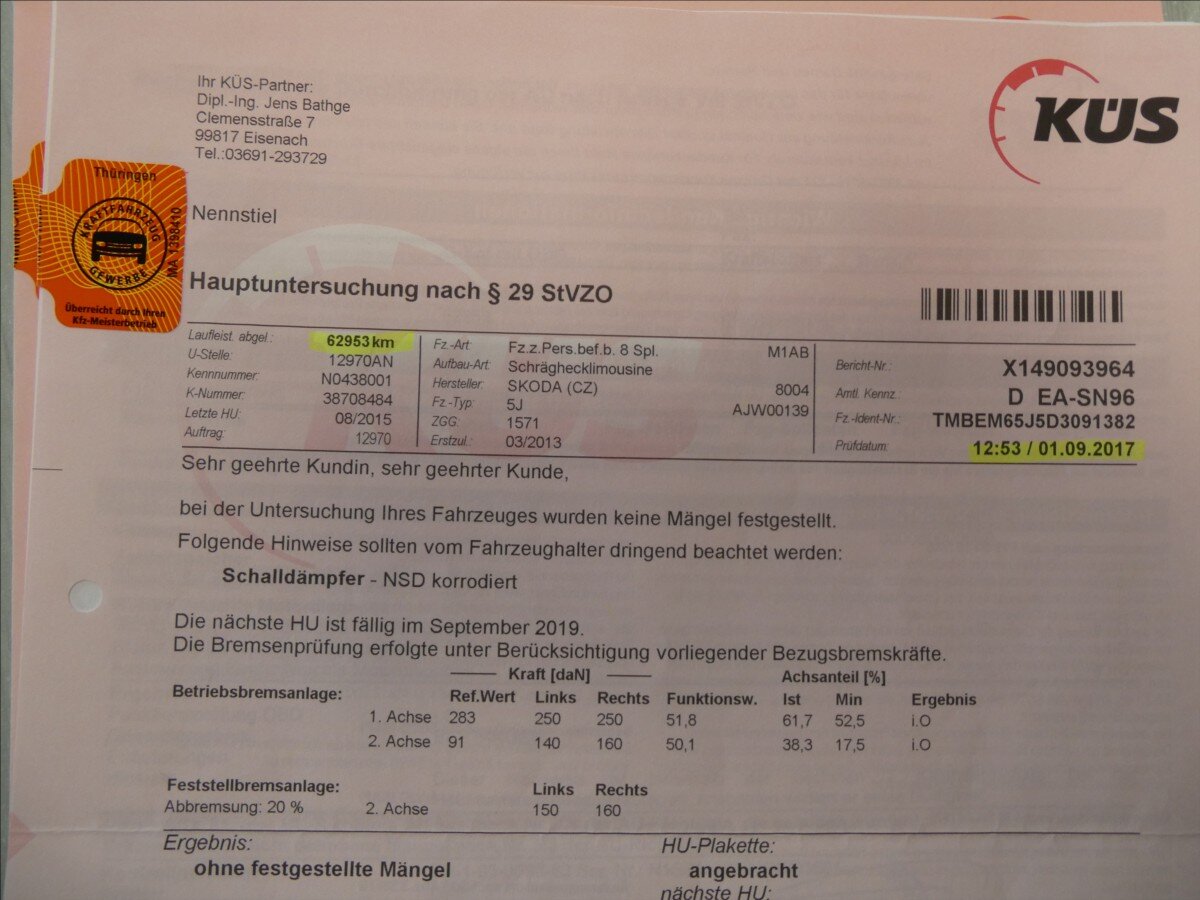 Ihr KÜS-Partner:
Dipl.-Ing. Jens Bathge
Clemensstraße 7
99817 Eisenach
Tel.:03691-293729
KÜS
Thüringen
KRAFTFAHRZEUG
GEWERBE
MA 1398410
Überreicht durch Ihren
Kfz-Meisterbetrieb
Nennstiel
Hauptuntersuchung nach § 29 StVZO
Laufleist. abgel.: 62953 km
U-Stelle: 12970AN
Kennnummer: N0438001
K-Nummer: 38708484
Letzte HU: 08/2015
Auftrag: 12970
Fz.-Art: Fz.z.Pers.bef.b. 8 Spl. M1AB
Aufbau-Art: Schräghecklimousine
Hersteller: SKODA (CZ) 8004
Fz.-Typ: 5J AJW00139
ZGG: 1571
Erstzul.: 03/2013
Bericht-Nr.: X149093964
Amtl. Kennz.: D EA-SN96
Fz.-Ident-Nr.: TMBEM65J5D3091382
Prüfdatum: 12:53 / 01.09.2017
Sehr geehrte Kundin, sehr geehrter Kunde,
bei der Untersuchung Ihres Fahrzeuges wurden keine Mängel festgestellt.
Folgende Hinweise sollten vom Fahrzeughalter dringend beachtet werden:
Schalldämpfer - NSD korrodiert
Die nächste HU ist fällig im September 2019.
Die Bremsenprüfung erfolgte unter Berücksichtigung vorliegender Bezugsbremskräfte.
Kraft [daN] Achsanteil [%]
Betriebsbremsanlage: Ref.Wert Links Rechts Funktionsw. Ist Min Ergebnis
1. Achse 283 250 250 51,8 61,7 52,5 i.O
2. Achse 91 140 160 50,1 38,3 17,5 i.O
Feststellbremsanlage: Links Rechts
Abbremsung: 20 % 2. Achse 150 160
Ergebnis: HU-Plakette:
ohne festgestellte Mängel angebracht
nächste HU: